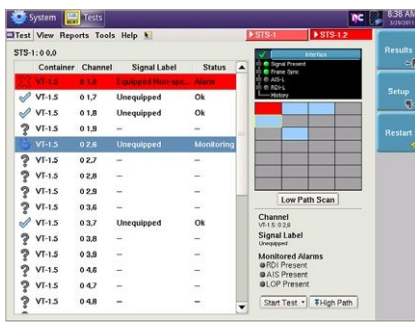 System Tests
8:38 AM
Test View Reports Tools Help
STS-1 STS-1.2
STS-1: 0 0,0
Container Channel Signal Label Status
VT-1.5 Alarm
VT-1.5 0 1,7 Unequipped Ok
VT-1.5 0 1,8 Unequipped Ok
VT-1.5 0 1,9 –
VT-1.5 0 2,6 Unequipped Monitoring
VT-1.5 0 2,7 – –
VT-1.5 0 2,8 – –
VT-1.5 0 2,9 – –
VT-1.5 0 3,6 – –
VT-1.5 0 3,7 Unequipped Ok
VT-1.5 0 3,8 – –
VT-1.5 0 3,9 – –
VT-1.5 0 4,6 – –
VT-1.5 0 4,7 – –
VT-1.5 0 4,8 – –
Interface
Signal Present
Frame Sync
AIS-L
RDI-L
History
Low Path Scan
Channel
VT-1.5: 0 2,6
Signal Label
Unequipped
Monitored Alarms
RDI Present
AIS Present
LOP Present
Start Test High Path
Results
Setup
Restart